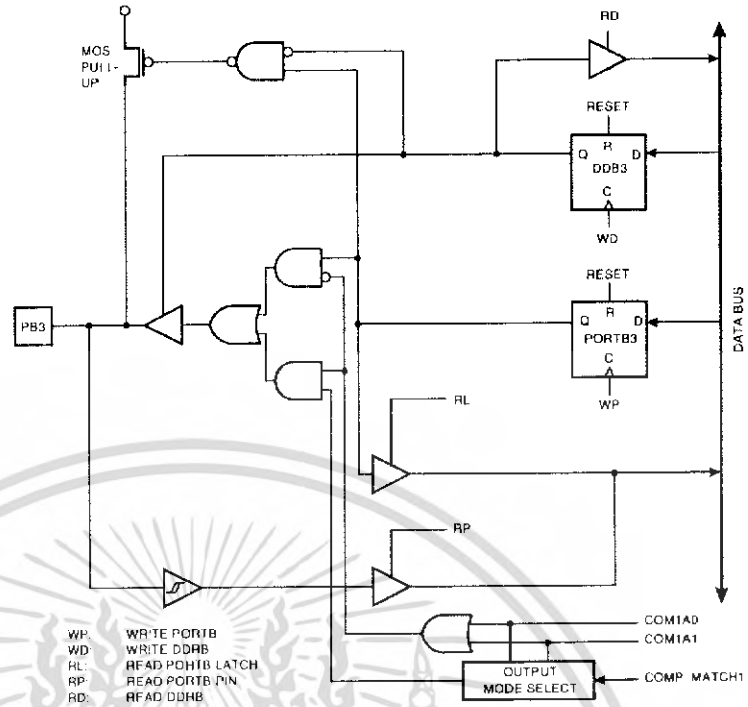 RD
MOS
PULL-
UP
RESET
Q R D
DDB3
C
WD
RESET
PB3
Q R D
PORTB3
C
WP
DATA BUS
RL
RP
WP: WRITE PORTB
WD: WRITE DDRB
RL: READ PORTB LATCH
RP: READ PORTB PIN
RD: READ DDRB
COM1A0
COM1A1
OUTPUT
MODE SELECT
COMP MATCH1